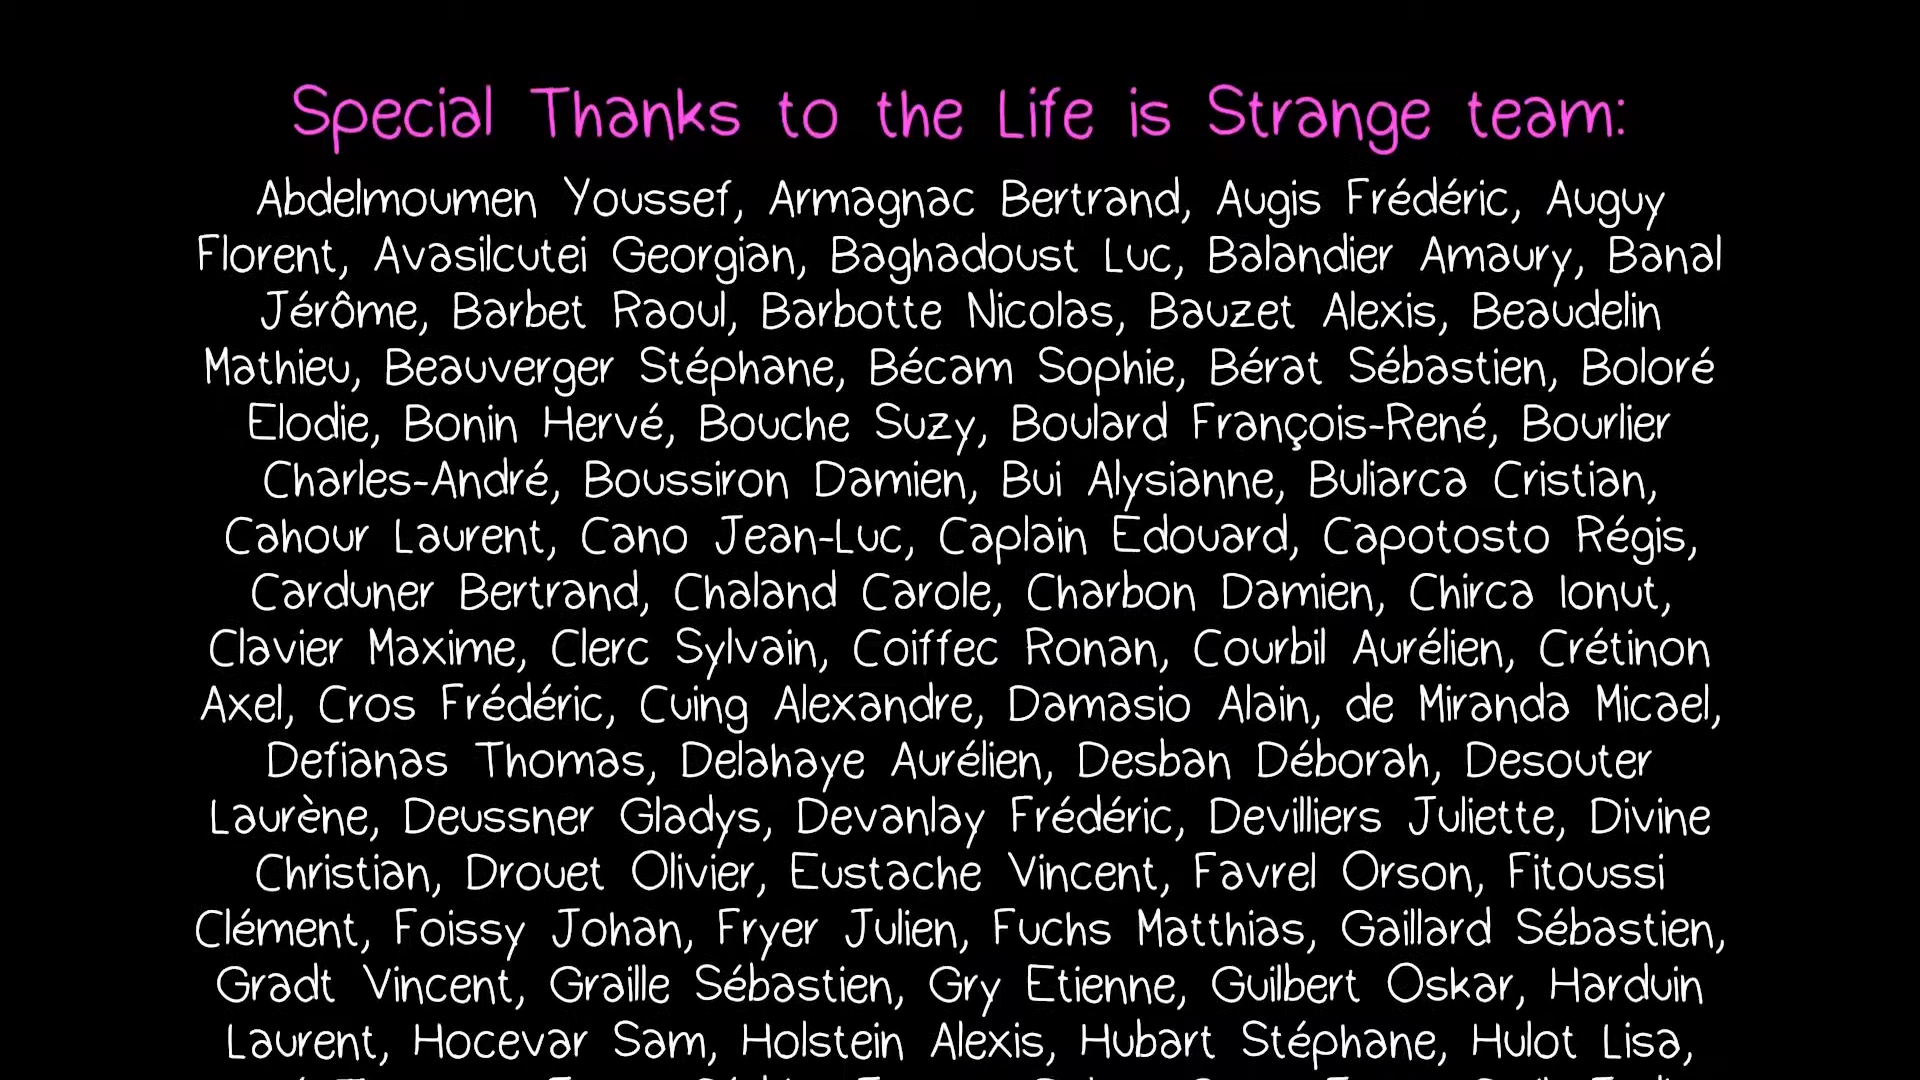 Special Thanks to the Life is Strange team:
Abdelmoumen Youssef, Armagnac Bertrand, Augis Frédéric, Auguy
Florent, Avasilcutei Georgian, Baghadoust Luc, Balandier Amaury, Banal
Jérôme, Barbet Raoul, Barbotte Nicolas, Bauzet Alexis, Beaudelin
Mathieu, Beauverger Stéphane, Bécam Sophie, Bérat Sébastien, Boloré
Elodie, Bonin Hervé, Bouche Suzy, Boulard François-René, Bourlier
Charles-André, Boussiron Damien, Bui Alysianne, Buliarca Cristian,
Cahour Laurent, Cano Jean-Luc, Caplain Edouard, Capotosto Régis,
Carduner Bertrand, Chaland Carole, Charbon Damien, Chirca Ionut,
Clavier Maxime, Clerc Sylvain, Coiffec Ronan, Courbil Aurélien, Crétinon
Axel, Cros Frédéric, Cuing Alexandre, Damasio Alain, de Miranda Micael,
Defianas Thomas, Delahaye Aurélien, Desban Déborah, Desouter
Laurène, Deussner Gladys, Devanlay Frédéric, Devilliers Juliette, Divine
Christian, Drouet Olivier, Eustache Vincent, Favrel Orson, Fitoussi
Clément, Foissy Johan, Fryer Julien, Fuchs Matthias, Gaillard Sébastien,
Gradt Vincent, Graille Sébastien, Gry Etienne, Guilbert Oskar, Harduin
Laurent, Hocevar Sam, Holstein Alexis, Hubart Stéphane, Hulot Lisa,